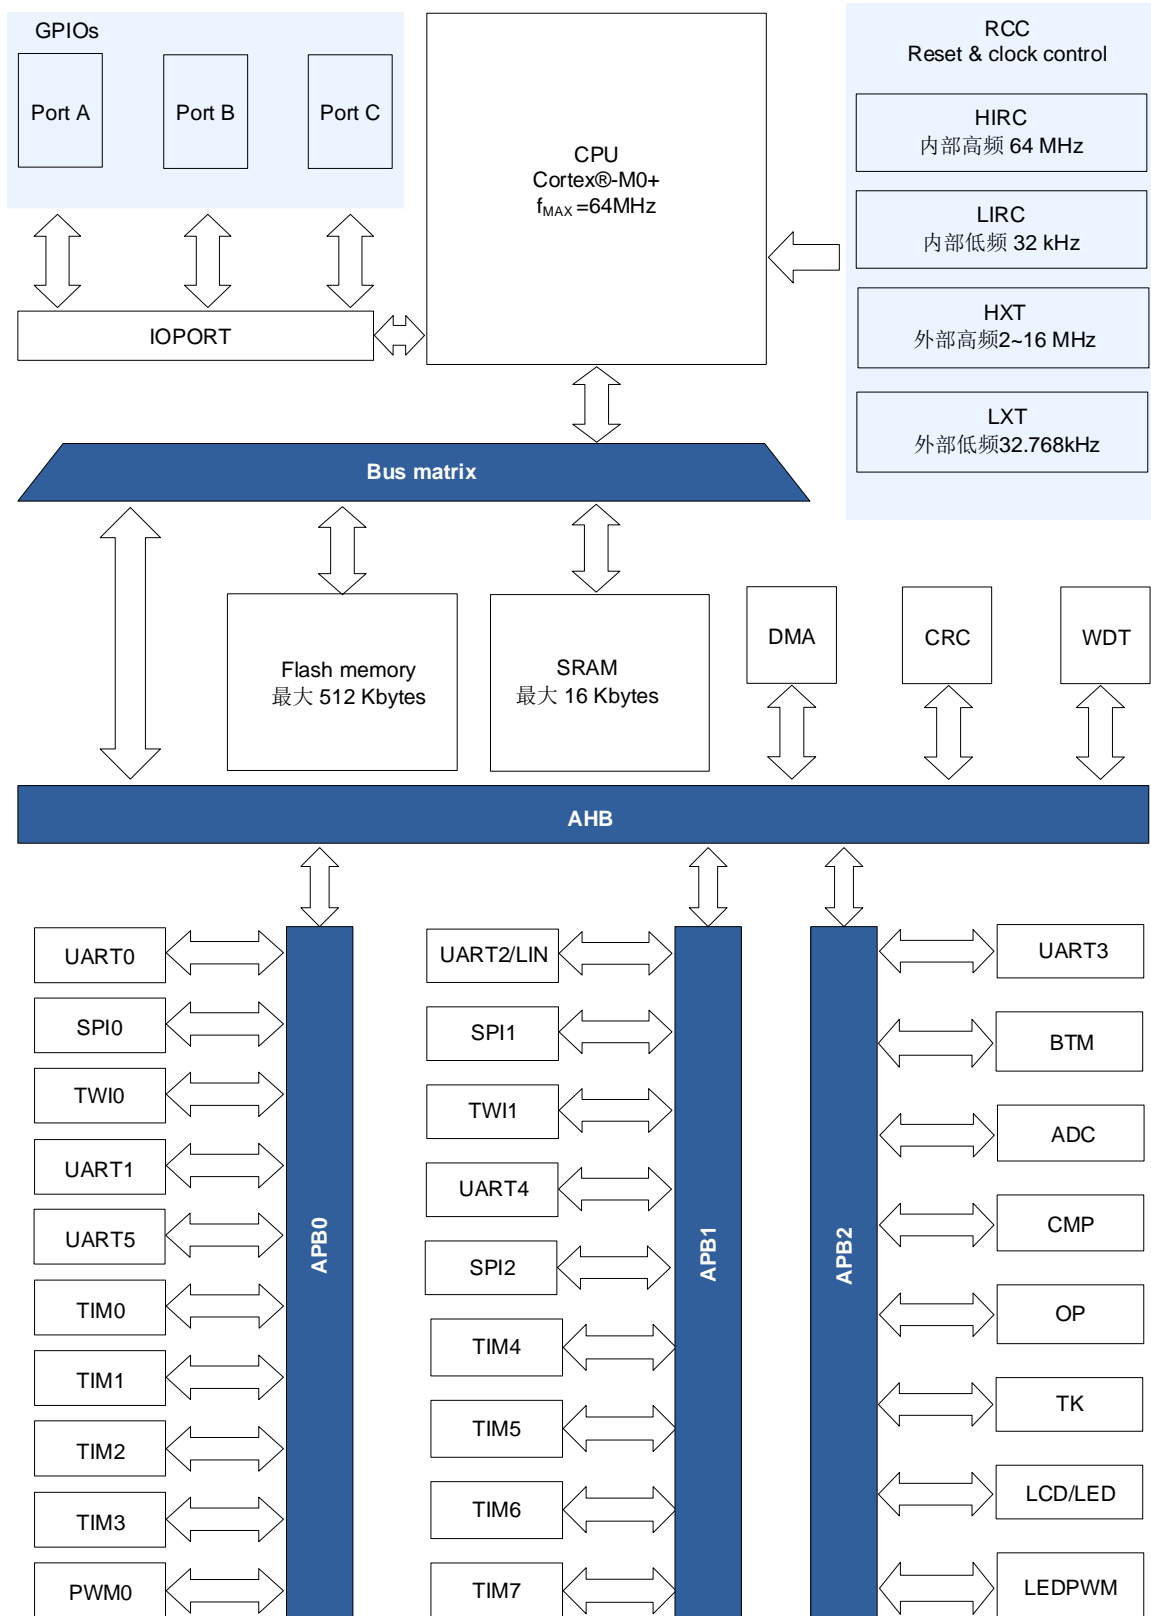 GPIOs
Port A
Port B
Port C
IOPORT
CPU
Cortex®-M0+
fMAX =64MHz
RCC
Reset & clock control
HIRC
内部高频 64 MHz
LIRC
内部低频 32 kHz
HXT
外部高频2~16 MHz
LXT
外部低频32.768kHz
Bus matrix
Flash memory
最大 512 Kbytes
SRAM
最大 16 Kbytes
DMA
CRC
WDT
AHB
UART0
SPI0
TWI0
UART1
UART5
TIM0
TIM1
TIM2
TIM3
PWM0
APB0
UART2/LIN
SPI1
TWI1
UART4
SPI2
TIM4
TIM5
TIM6
TIM7
APB1
APB2
UART3
BTM
ADC
CMP
OP
TK
LCD/LED
LEDPWM